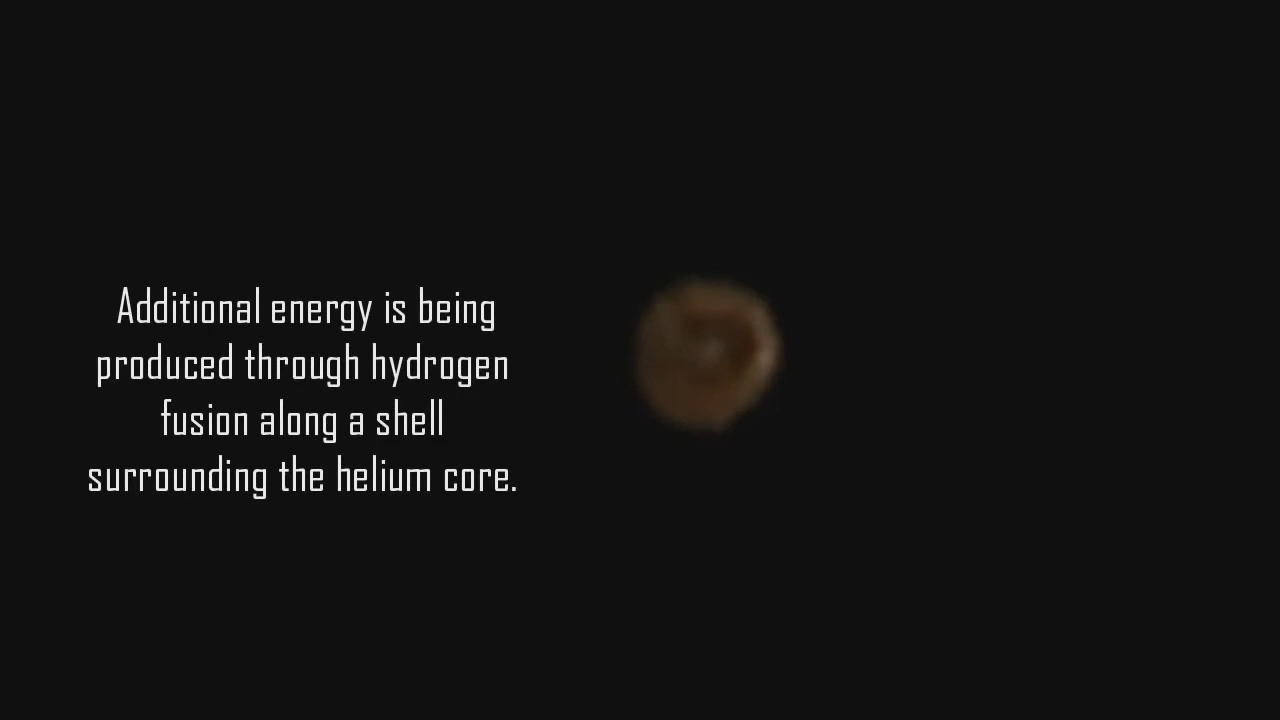 Additional energy is being
produced through hydrogen
fusion along a shell
surrounding the helium core.